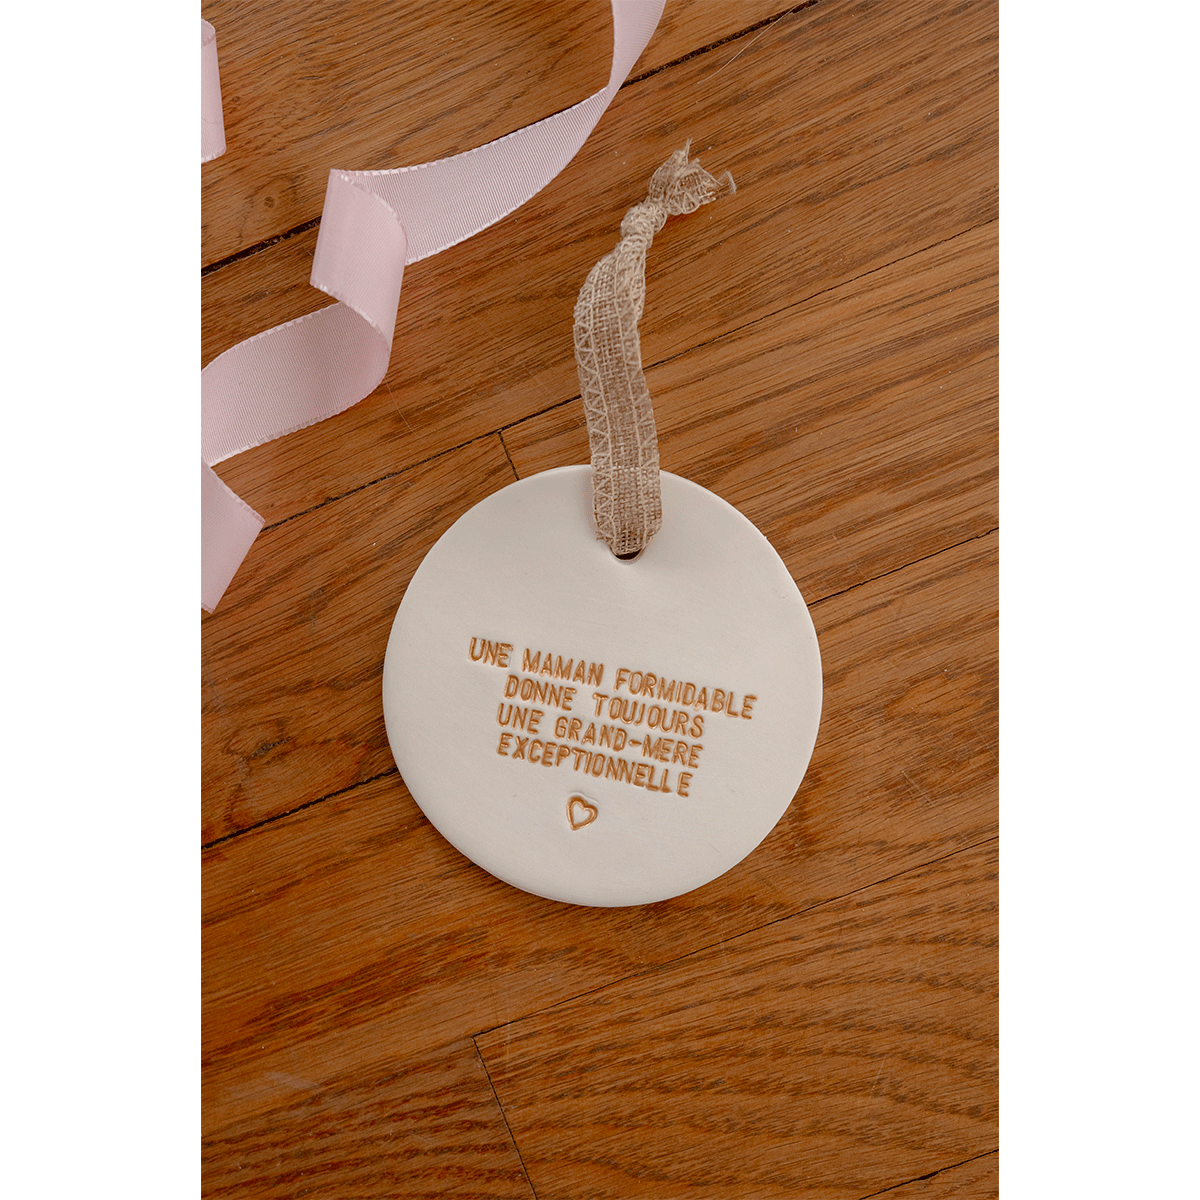 UNE MAMAN FORMIDABLE
DONNE TOUJOURS
UNE GRAND-MERE
EXCEPTIONNELLE